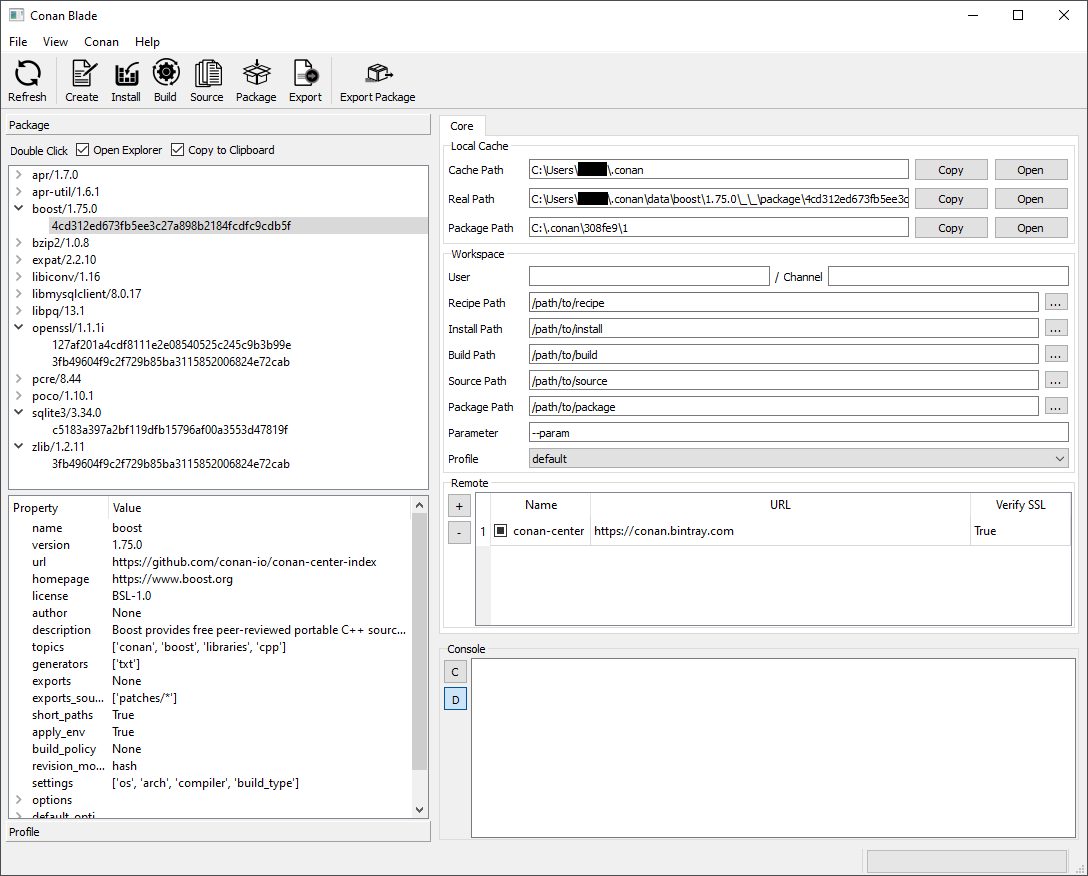 Conan Blade
File View Conan Help
Refresh Create Install Build Source Package Export Export Package
Package
Double Click Open Explorer Copy to Clipboard
apr/1.7.0
apr-util/1.6.1
boost/1.75.0
4cd312ed673fb5ee3c27a898b2184fcdfc9cdb5f
bzip2/1.0.8
expat/2.2.10
libiconv/1.16
libmysqlclient/8.0.17
libpq/13.1
openssl/1.1.1i
127af201a4cdf8111e2e08540525c245c9b3b99e
3fb49604f9c2f729b85ba3115852006824e72cab
pcre/8.44
poco/1.10.1
sqlite3/3.34.0
c5183a397a2bf119dfb15796af00a3553d47819f
zlib/1.2.11
3fb49604f9c2f729b85ba3115852006824e72cab
Property Value
name boost
version 1.75.0
url https://github.com/conan-io/conan-center-index
homepage https://www.boost.org
license BSL-1.0
author None
description Boost provides free peer-reviewed portable C++ sourc...
topics ['conan', 'boost', 'libraries', 'cpp']
generators ['txt']
exports None
exports_sou... ['patches/*']
short_paths True
apply_env True
build_policy None
revision_mo... hash
settings ['os', 'arch', 'compiler', 'build_type']
options
default_opti
Profile
Core
Local Cache
Cache Path C:\Users\ \.conan Copy Open
Real Path C:\Users\ \.conan\data\boost\1.75.0\_\_\package\4cd312ed673fb5ee3c Copy Open
Package Path C:\.conan\308fe9\1 Copy Open
Workspace
User / Channel
Recipe Path /path/to/recipe ...
Install Path /path/to/install ...
Build Path /path/to/build ...
Source Path /path/to/source ...
Package Path /path/to/package ...
Parameter --param
Profile default
Remote
+ Name URL Verify SSL
- 1 conan-center https://conan.bintray.com True
Console
C
D